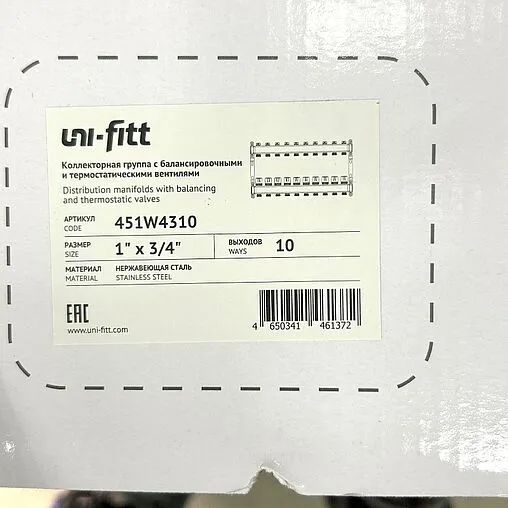 uni-fitt
Коллекторная группа с балансировочными
и термостатическими вентилями
Distribution manifolds with balancing
and thermostatic valves
АРТИКУЛ
CODE
451W4310
РАЗМЕР
SIZE
1" x 3/4"
ВЫХОДОВ
WAYS
10
МАТЕРИАЛ
MATERIAL
НЕРЖАВЕЮЩАЯ СТАЛЬ
STAINLESS STEEL
EAC
www.uni-fitt.com
4 650341 461372